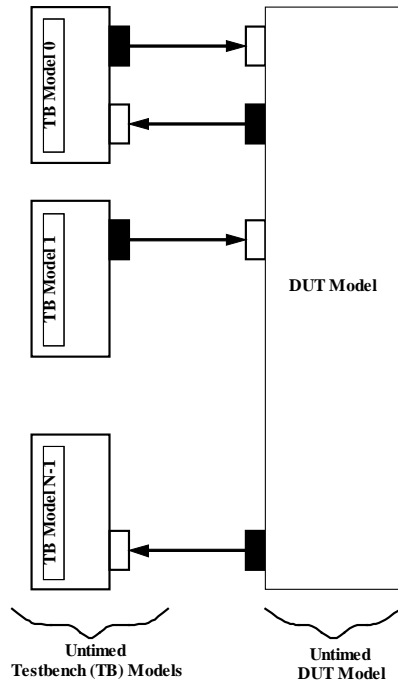 TB Model 0
TB Model 1
DUT Model
TB Model N-1
Untimed
Testbench (TB) Models
Untimed
DUT Model